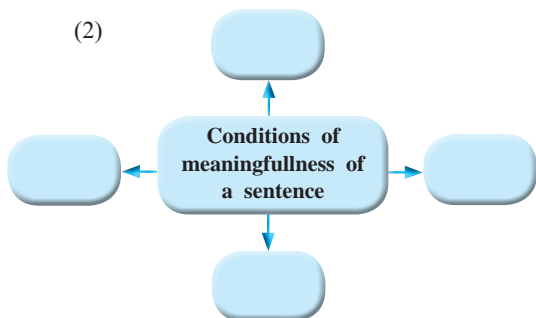 (2)
Conditions of
meaningfullness of
a sentence